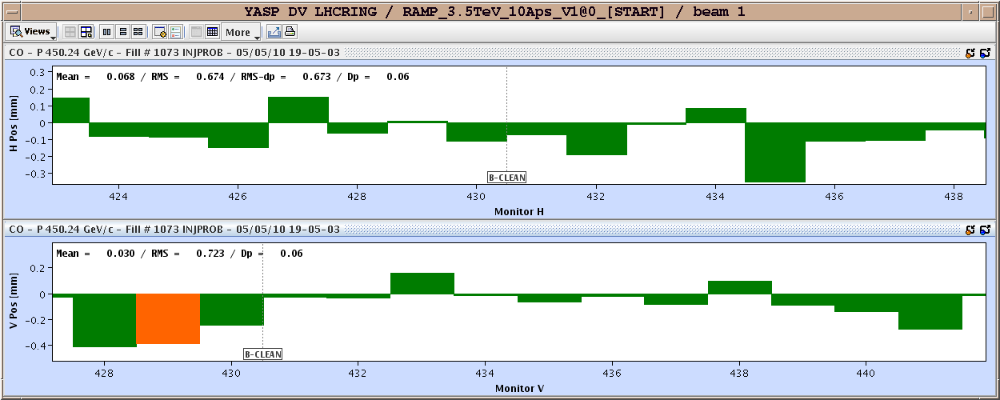 YASP DV LHCRING / RAMP_3.5TeV_10Aps_V1@0_[START] / beam 1
Views More
CO - P 450.24 GeV/c - Fill # 1073 INJPROB - 05/05/10 19-05-03
Mean = 0.068 / RMS = 0.674 / RMS-dp = 0.673 / Dp = 0.06
H Pos [mm]
0.3
0.2
0.1
0
-0.1
-0.2
-0.3
B-CLEAN
424 426 428 430 432 434 436 438
Monitor H
CO - P 450.24 GeV/c - Fill # 1073 INJPROB - 05/05/10 19-05-03
Mean = 0.030 / RMS = 0.723 / Dp = 0.06
V Pos [mm]
0.2
0
-0.2
-0.4
B-CLEAN
428 430 432 434 436 438 440
Monitor V